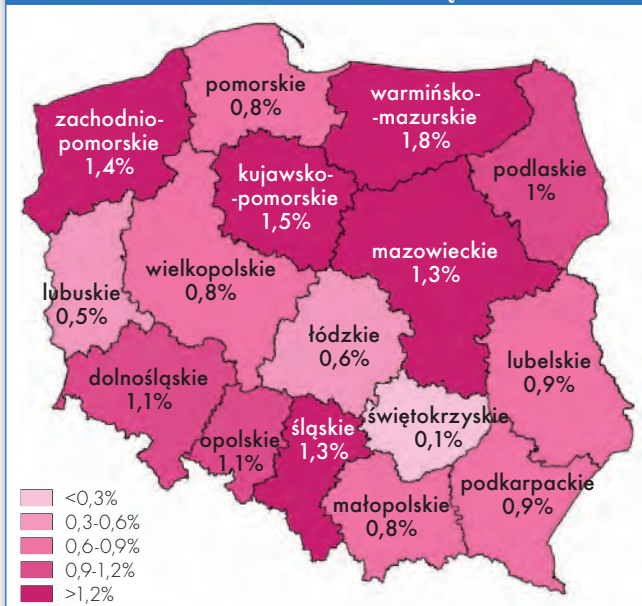 pomorskie
0,8%
warmińsko-
-mazurskie
1,8%
zachodnio-
pomorskie
1,4%
podlaskie
1%
kujawsko-
-pomorskie
1,5%
mazowieckie
1,3%
wielkopolskie
0,8%
lubuskie
0,5%
łódzkie
0,6%
lubelskie
0,9%
dolnośląskie
1,1%
świętokrzyskie
0,1%
opolskie
1,1%
śląskie
1,3%
podkarpackie
0,9%
małopolskie
0,8%
<0,3%
0,3-0,6%
0,6-0,9%
0,9-1,2%
>1,2%